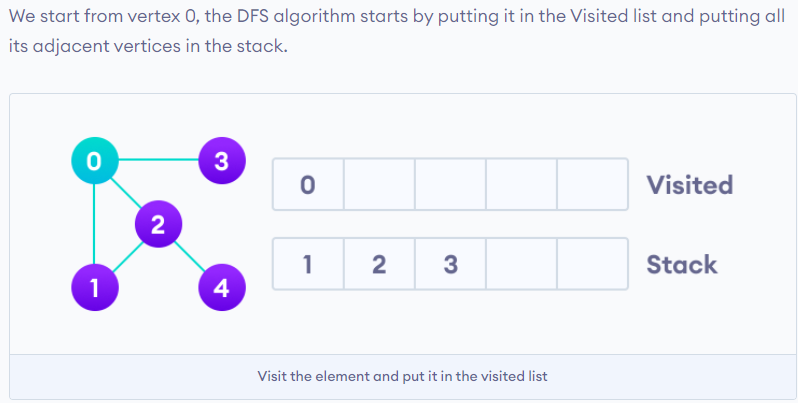 We start from vertex 0, the DFS algorithm starts by putting it in the Visited list and putting all
its adjacent vertices in the stack.
0 3
2
1 4
0 Visited
1 2 3 Stack
Visit the element and put it in the visited list